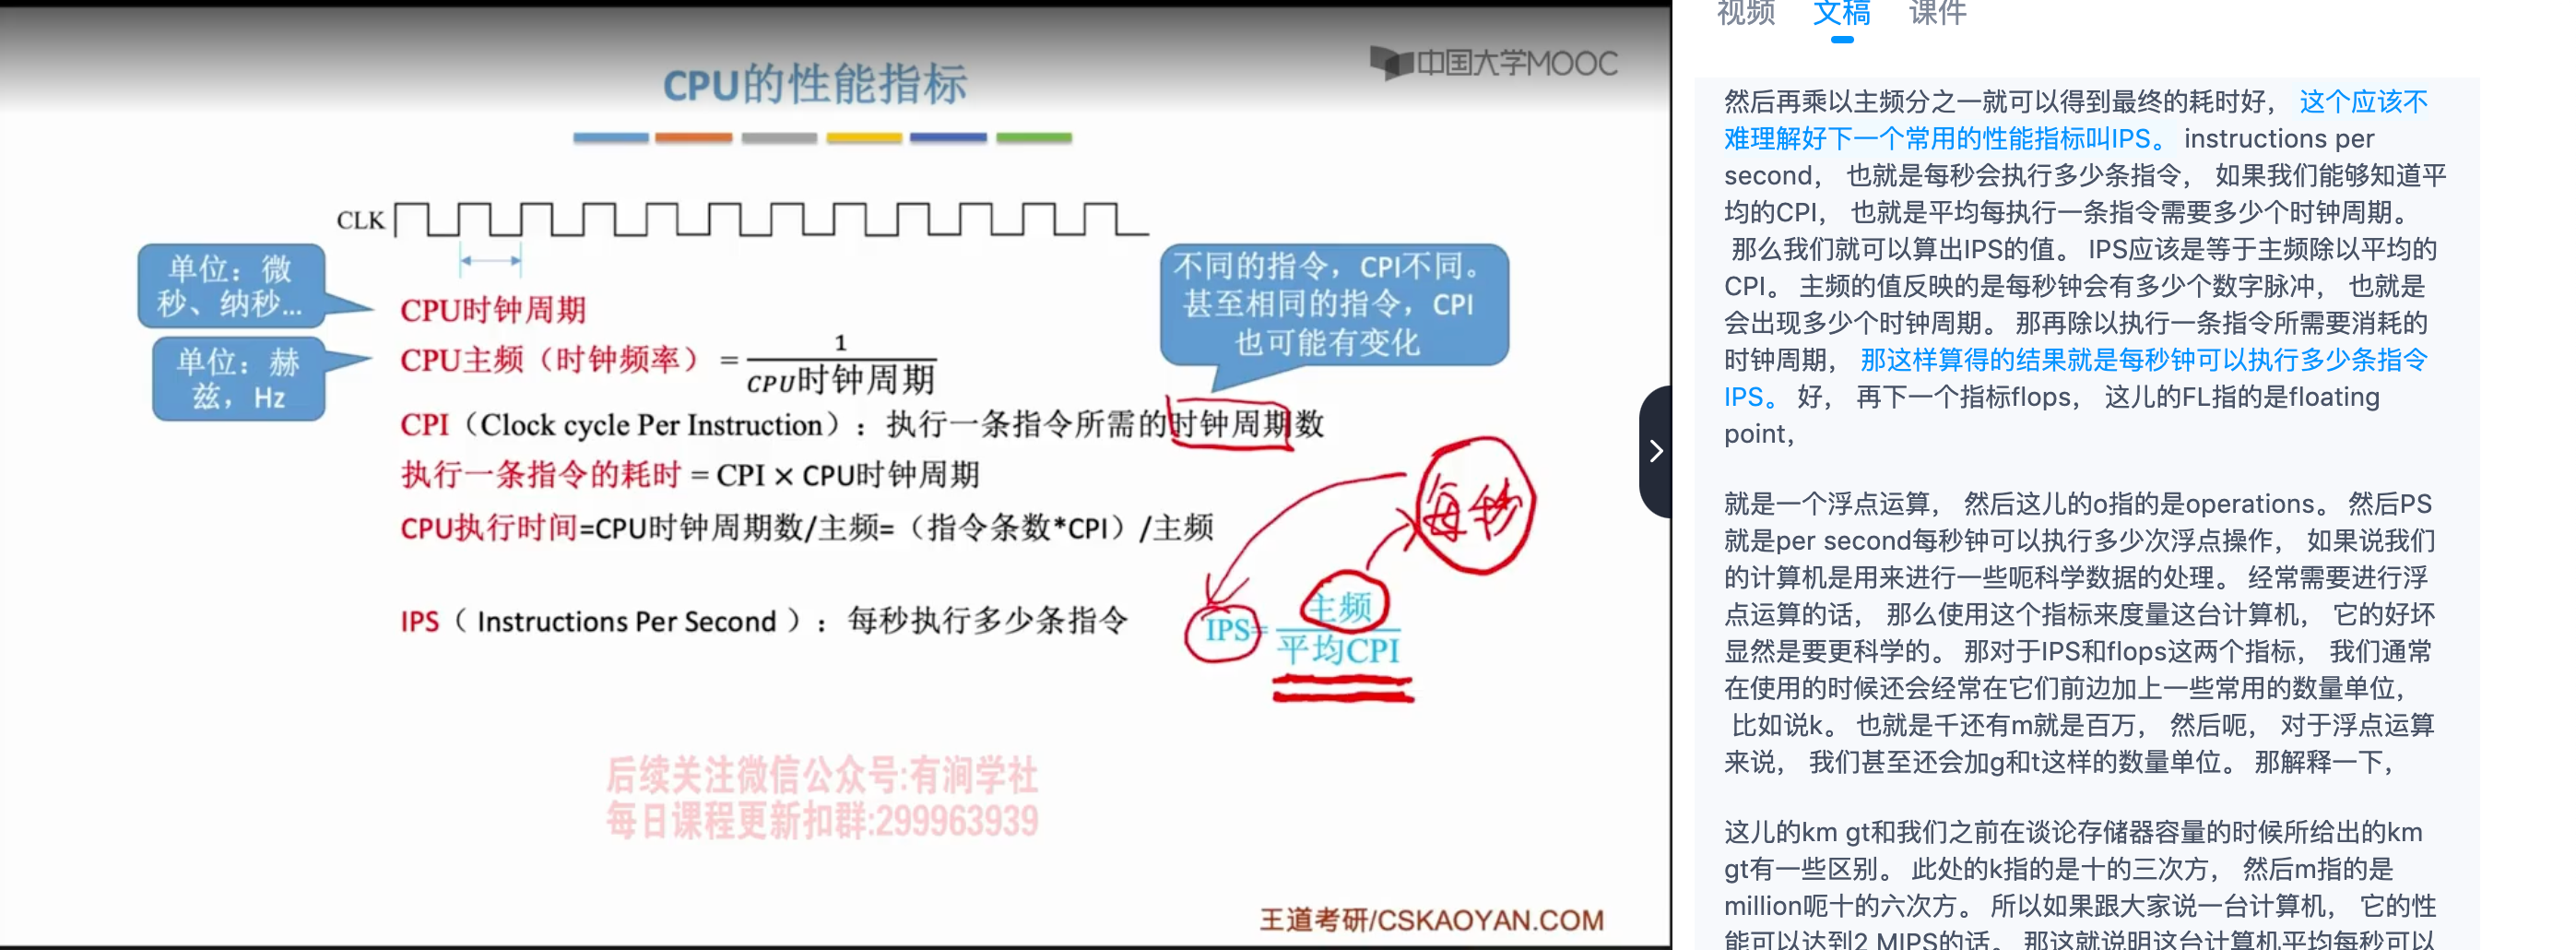 CPU的性能指标
中国大学MOOC
CLK
单位：微
秒、纳秒...
CPU时钟周期
单位：赫
兹，Hz
CPU主频（时钟频率）=
1
CPU时钟周期
不同的指令，CPI不同。
甚至相同的指令，CPI
也可能有变化
CPI（Clock cycle Per Instruction）：执行一条指令所需的时钟周期数
执行一条指令的耗时 = CPI × CPU时钟周期
CPU执行时间=CPU时钟周期数/主频=（指令条数*CPI）/主频
每秒
IPS（ Instructions Per Second ）：每秒执行多少条指令
IPS=
主频
平均CPI
后续关注微信公众号:有涧学社
每日课程更新扣群:299963939
王道考研/CSKAOYAN.COM
视频 文稿 课件
然后再乘以主频分之一就可以得到最终的耗时好， 这个应该不
难理解好下一个常用的性能指标叫IPS。 instructions per
second， 也就是每秒会执行多少条指令， 如果我们能够知道平
均的CPI， 也就是平均每执行一条指令需要多少个时钟周期。
那么我们就可以算出IPS的值。 IPS应该是等于主频除以平均的
CPI。 主频的值反映的是每秒钟会有多少个数字脉冲， 也就是
会出现多少个时钟周期。 那再除以执行一条指令所需要消耗的
时钟周期， 那这样算得的结果就是每秒钟可以执行多少条指令
IPS。 好， 再下一个指标flops， 这儿的FL指的是floating
point，
就是一个浮点运算， 然后这儿的o指的是operations。 然后PS
就是per second每秒钟可以执行多少次浮点操作， 如果说我们
的计算机是用来进行一些呃科学数据的处理。 经常需要进行浮
点运算的话， 那么使用这个指标来度量这台计算机， 它的好坏
显然是要更科学的。 那对于IPS和flops这两个指标， 我们通常
在使用的时候还会经常在它们前边加上一些常用的数量单位，
比如说k。 也就是千还有m就是百万， 然后呃， 对于浮点运算
来说， 我们甚至还会加g和t这样的数量单位。 那解释一下，
这儿的km gt和我们之前在谈论存储器容量的时候所给出的km
gt有一些区别。 此处的k指的是十的三次方， 然后m指的是
million呃十的六次方。 所以如果跟大家说一台计算机， 它的性
能可以达到2 MIPS的话。 那这就说明这台计算机平均每秒可以